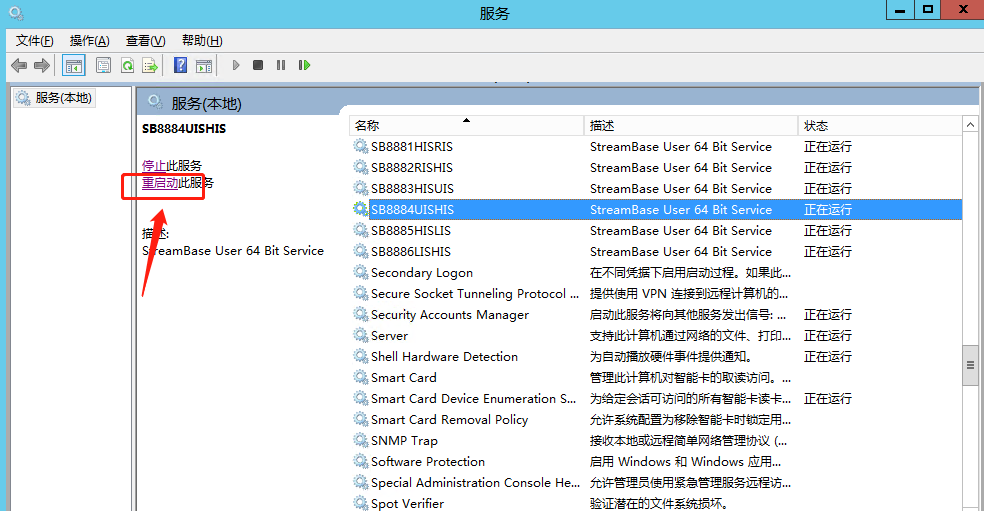 服务
文件(F) 操作(A) 查看(V) 帮助(H)
服务(本地)
服务(本地)
SB8884UISHIS
停止此服务
重启动此服务
描述:
StreamBase User 64 Bit Service
名称 描述 状态
SB8881HISRIS StreamBase User 64 Bit Service 正在运行
SB8882RISHIS StreamBase User 64 Bit Service 正在运行
SB8883HISUIS StreamBase User 64 Bit Service 正在运行
SB8884UISHIS StreamBase User 64 Bit Service 正在运行
SB8885HISLIS StreamBase User 64 Bit Service 正在运行
SB8886LISHIS StreamBase User 64 Bit Service 正在运行
Secondary Logon 在不同凭据下启用启动过程。如果此...
Secure Socket Tunneling Protocol ... 提供使用 VPN 连接到远程计算机的...
Security Accounts Manager 启动此服务将向其他服务发出信号: ... 正在运行
Server 支持此计算机通过网络的文件、打印... 正在运行
Shell Hardware Detection 为自动播放硬件事件提供通知。 正在运行
Smart Card 管理此计算机对智能卡的取读访问。...
Smart Card Device Enumeration S... 为给定会话可访问的所有智能卡读卡... 正在运行
Smart Card Removal Policy 允许系统配置为移除智能卡时锁定用...
SNMP Trap 接收本地或远程简单网络管理协议 (...
Software Protection 启用 Windows 和 Windows 应用...
Special Administration Console He... 允许管理员使用紧急管理服务远程访...
Spot Verifier 验证潜在的文件系统损坏。